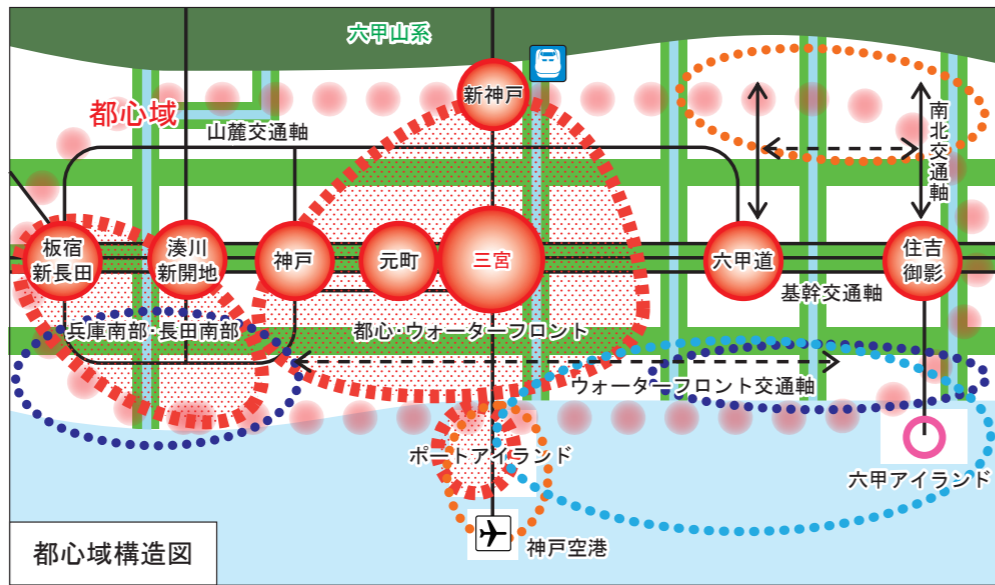 六甲山系
新神戸
都心域
山麓交通軸
南北交通軸
板宿
新長田
湊川
新開地
神戸
元町
三宮
六甲道
住吉
御影
基幹交通軸
兵庫南部・長田南部
都心・ウォーターフロント
ウォーターフロント交通軸
ポートアイランド
六甲アイランド
神戸空港
都心域構造図